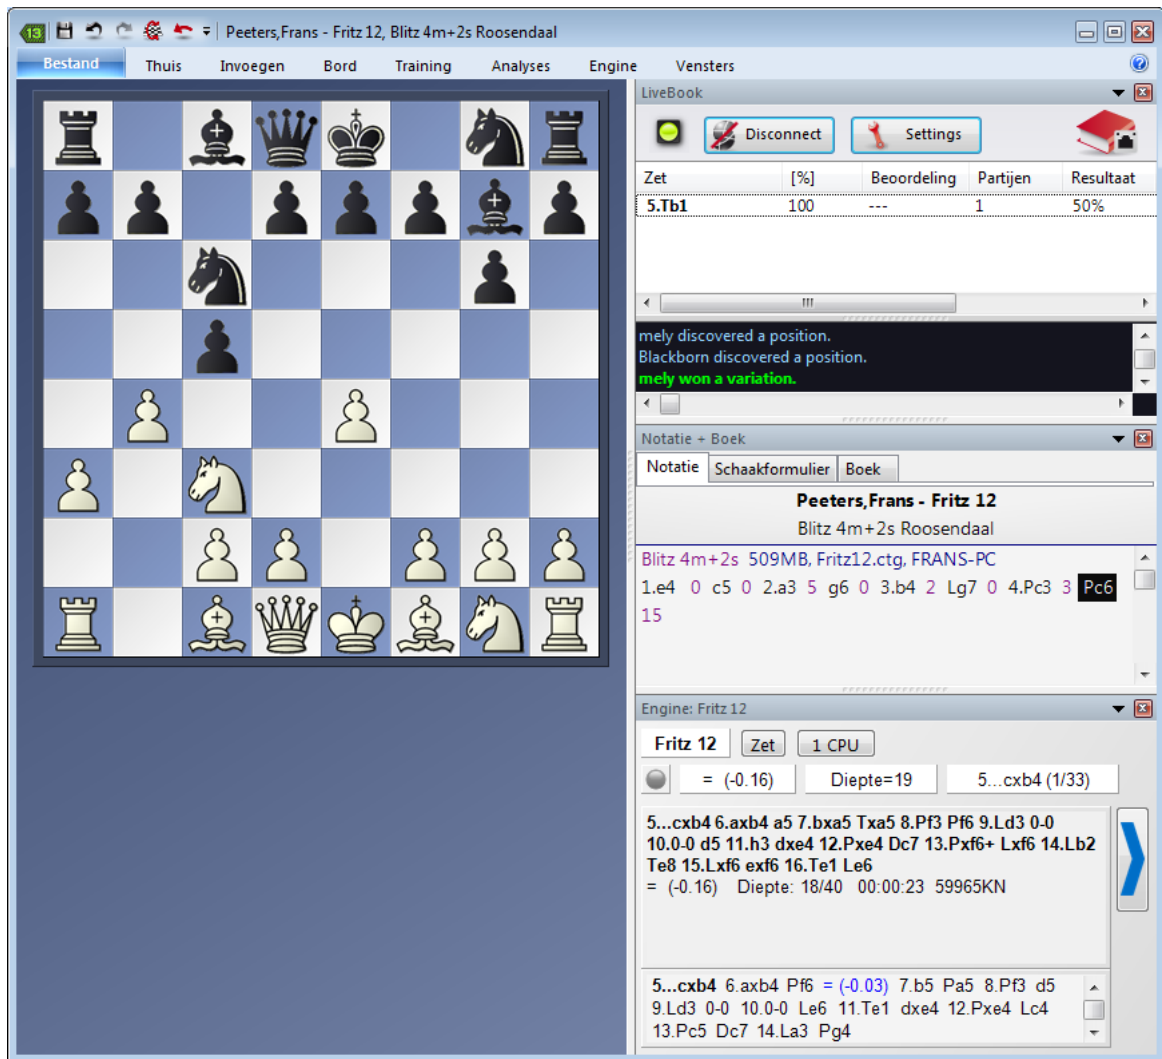 13 Peeters,Frans - Fritz 12, Blitz 4m+2s Roosendaal
Bestand Thuis Invoegen Bord Training Analyses Engine Vensters
LiveBook
Disconnect Settings
Zet [%] Beoordeling Partijen Resultaat
5.Tb1 100 --- 1 50%
mely discovered a position.
Blackborn discovered a position.
mely won a variation.
Notatie + Boek
Notatie Schaakformulier Boek
Peeters,Frans - Fritz 12
Blitz 4m+2s Roosendaal
Blitz 4m+2s 509MB, Fritz12.ctg, FRANS-PC
1.e4 0 c5 0 2.a3 5 g6 0 3.b4 2 Lg7 0 4.Pc3 3 Pc6
15
Engine: Fritz 12
Fritz 12 Zet 1 CPU
= (-0.16) Diepte=19 5...cxb4 (1/33)
5...cxb4 6.axb4 a5 7.bxa5 Txa5 8.Pf3 Pf6 9.Ld3 0-0
10.0-0 d5 11.h3 dxe4 12.Pxe4 Dc7 13.Pxf6+ Lxf6 14.Lb2
Te8 15.Lxf6 exf6 16.Te1 Le6
= (-0.16) Diepte: 18/40 00:00:23 59965KN
5...cxb4 6.axb4 Pf6 = (-0.03) 7.b5 Pa5 8.Pf3 d5
9.Ld3 0-0 10.0-0 Le6 11.Te1 dxe4 12.Pxe4 Lc4
13.Pc5 Dc7 14.La3 Pg4